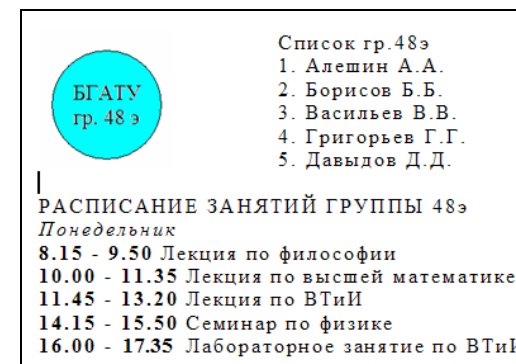 БГАТУ
гр. 48 э
Список гр.48э
1. Алешин А.А.
2. Борисов Б.Б.
3. Васильев В.В.
4. Григорьев Г.Г.
5. Давыдов Д.Д.
РАСПИСАНИЕ ЗАНЯТИЙ ГРУППЫ 48э
Понедельник
8.15 - 9.50 Лекция по философии
10.00 - 11.35 Лекция по высшей математике
11.45 - 13.20 Лекция по ВТиИ
14.15 - 15.50 Семинар по физике
16.00 - 17.35 Лабораторное занятие по ВТиИ